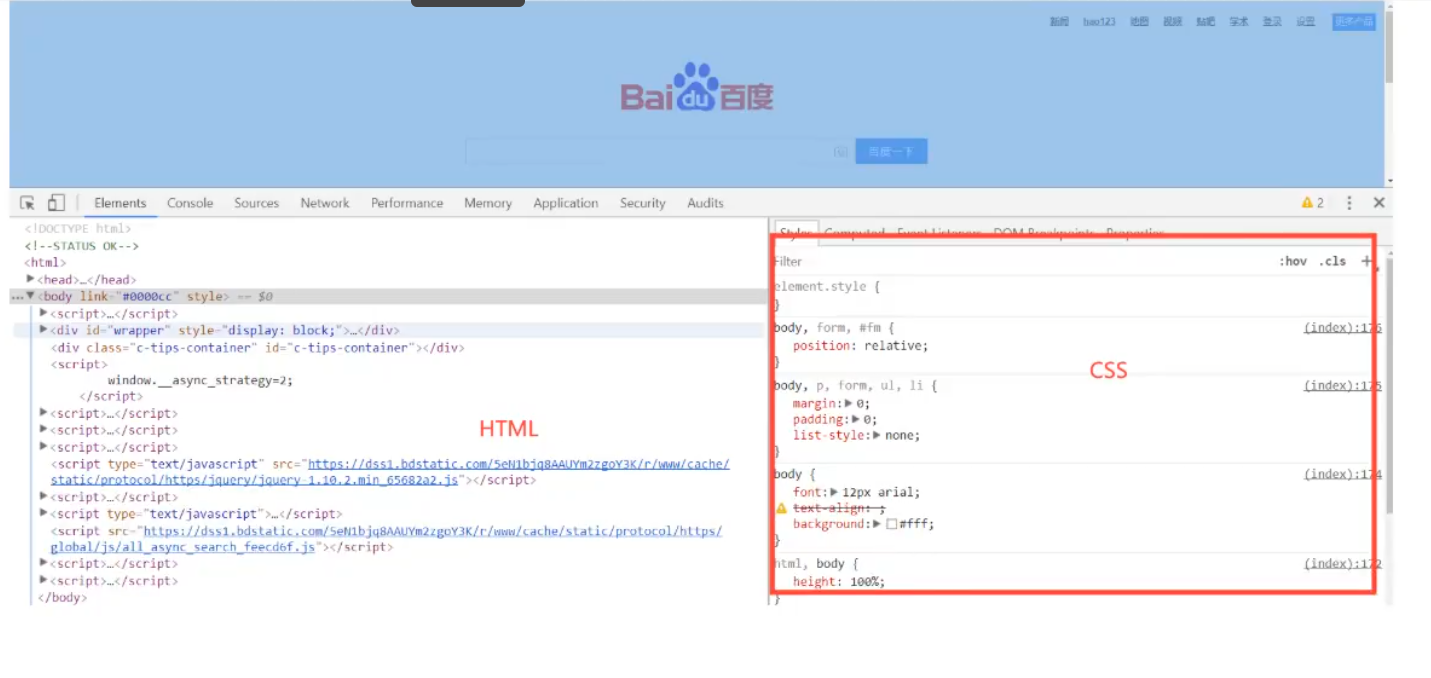 新闻 hao123 地图 视频 贴吧 学术 登录 设置 更多产品
Baidu百度
百度一下
Elements Console Sources Network Performance Memory Application Security Audits 2
<!DOCTYPE html>
<!--STATUS OK-->
<html>
<head>…</head>
<body link="#0000cc" style> == $0
<script>…</script>
<div id="wrapper" style="display: block;">…</div>
<div class="c-tips-container" id="c-tips-container"></div>
<script>
window.__async_strategy=2;
</script>
<script>…</script>
<script>…</script>
<script>…</script>
<script type="text/javascript" src="https://dss1.bdstatic.com/5eN1bjq8AAUYm2zgoY3K/r/www/cache/
static/protocol/https/jquery/jquery-1.10.2.min_65682a2.js"></script>
<script>…</script>
<script type="text/javascript">…</script>
<script src="https://dss1.bdstatic.com/5eN1bjq8AAUYm2zgoY3K/r/www/cache/static/protocol/https/
global/js/all_async_search_feecd6f.js"></script>
<script>…</script>
<script>…</script>
</body>
HTML
Styles Computed Event Listeners DOM Breakpoints Properties
Filter :hov .cls +
element.style {
}
body, form, #fm { (index):176
position: relative;
}
body, p, form, ul, li { (index):175
margin: 0;
padding: 0;
list-style: none;
}
body { (index):174
font: 12px arial;
text-align: ;
background: #fff;
}
html, body { (index):172
height: 100%;
}
CSS